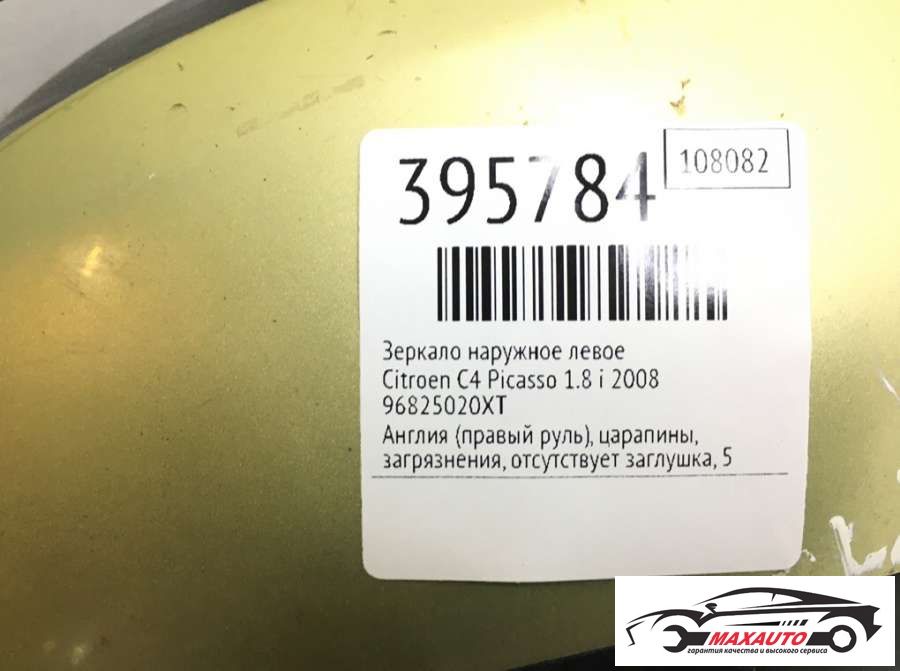 395784
108082
Зеркало наружное левое
Citroen C4 Picasso 1.8 i 2008
96825020XT
Англия (правый руль), царапины,
загрязнения, отсутствует заглушка, 5
MAXAUTO
гарантия качества и высокого сервиса